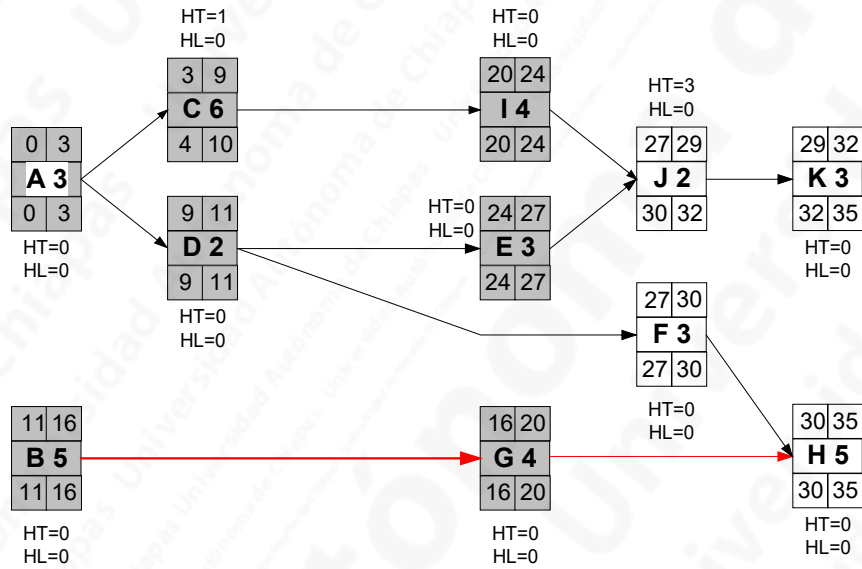 HT=1
HL=0
3 9
C 6
4 10
HT=0
HL=0
20 24
I 4
20 24
HT=3
HL=0
27 29
J 2
30 32
29 32
K 3
32 35
HT=0
HL=0
0 3
A 3
0 3
HT=0
HL=0
9 11
D 2
9 11
HT=0
HL=0
HT=0
HL=0
24 27
E 3
24 27
27 30
F 3
27 30
HT=0
HL=0
11 16
B 5
11 16
HT=0
HL=0
16 20
G 4
16 20
HT=0
HL=0
30 35
H 5
30 35
HT=0
HL=0
Universidad Autónoma de Chiapas